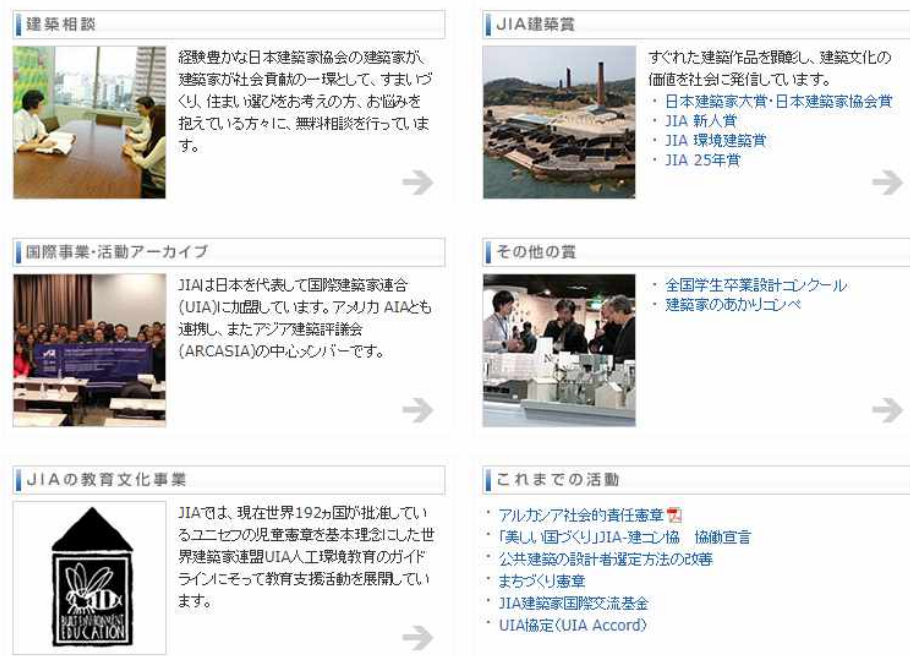 建築相談
経験豊かな日本建築家協会の建築家が、
建築家が社会貢献の一環として、すまいづ
くり、住まい選びをお考えの方、お悩みを
抱えている方々に、無料相談を行っていま
す。
JIA建築賞
すぐれた建築作品を顕彰し、建築文化の
価値を社会に発信しています。
・ 日本建築家大賞・日本建築家協会賞
・ JIA 新人賞
・ JIA 環境建築賞
・ JIA 25年賞
国際事業・活動アーカイブ
JIAは日本を代表して国際建築家連合
(UIA)に加盟しています。アメリカ AIAとも
連携し、またアジア建築評議会
(ARCASIA)の中心メンバーです。
その他の賞
・ 全国学生卒業設計コンクール
・ 建築家のあかりコンペ
JIAの教育文化事業
BUILT ENVIRONMENT
EDUCATION
JIAでは、現在世界192ヵ国が批准してい
るユニセフの児童憲章を基本理念にした世
界建築家連盟UIA人工環境教育のガイド
ラインにそって教育支援活動を展開してい
ます。
これまでの活動
・ アルカシア社会的責任憲章
・ 「美しい国づくり」JIA-建コン協 協働宣言
・ 公共建築の設計者選定方法の改善
・ まちづくり憲章
・ JIA建築家国際交流基金
・ UIA協定(UIA Accord)